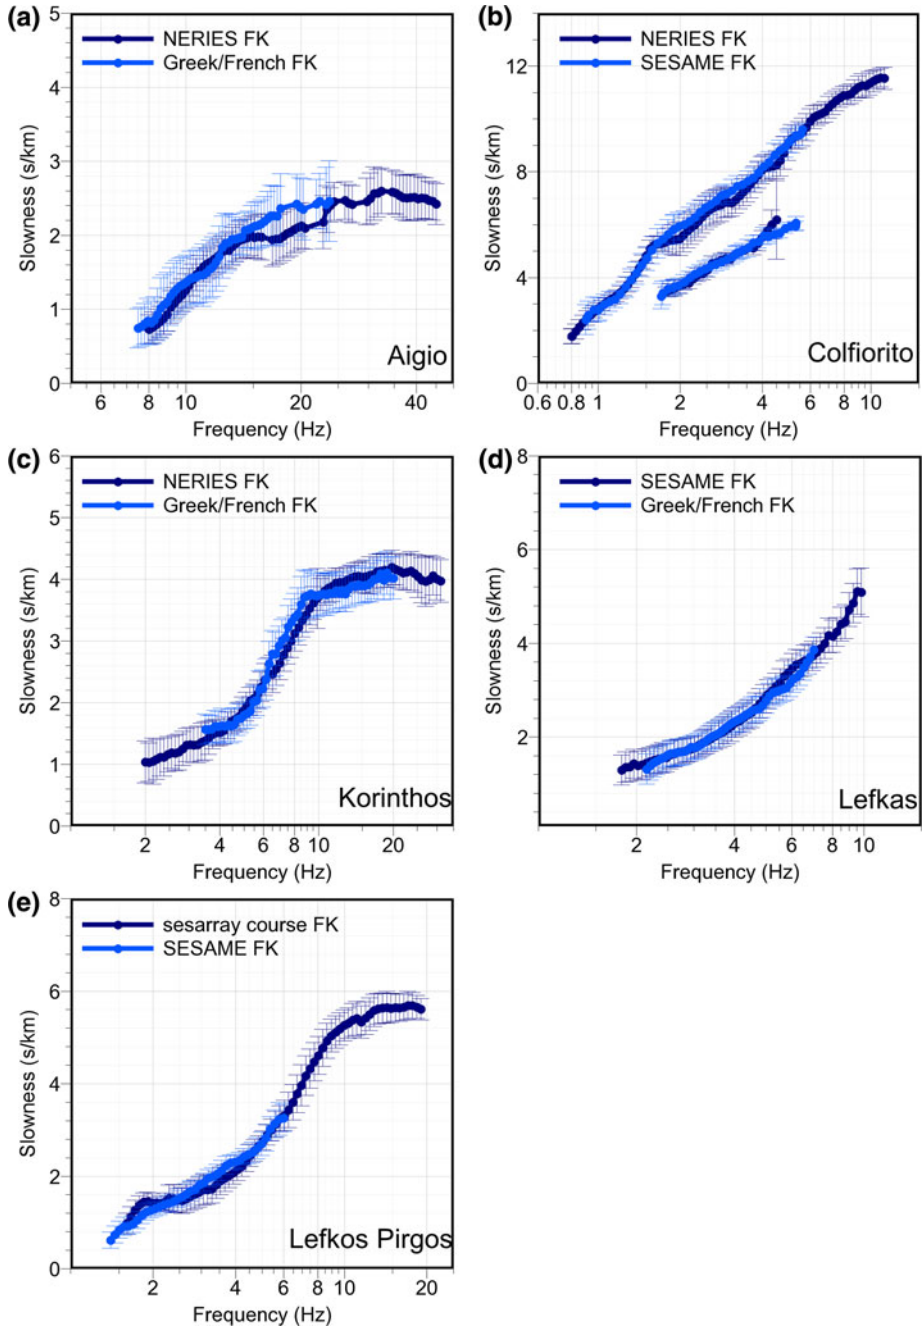 (a)
5
4
3
2
1
0
Slowness (s/km)
NERIES FK
Greek/French FK
Aigio
6 8 10 20 40
Frequency (Hz)
(b)
12
8
4
0
Slowness (s/km)
NERIES FK
SESAME FK
Colfiorito
0.6 0.8 1 2 4 6 8 10
Frequency (Hz)
(c)
6
5
4
3
2
1
0
Slowness (s/km)
NERIES FK
Greek/French FK
Korinthos
2 4 6 8 10 20
Frequency (Hz)
(d)
8
6
4
2
Slowness (s/km)
SESAME FK
Greek/French FK
Lefkas
2 4 6 8 10
Frequency (Hz)
(e)
8
6
4
2
0
Slowness (s/km)
sesarray course FK
SESAME FK
Lefkos Pirgos
2 4 6 8 10 20
Frequency (Hz)